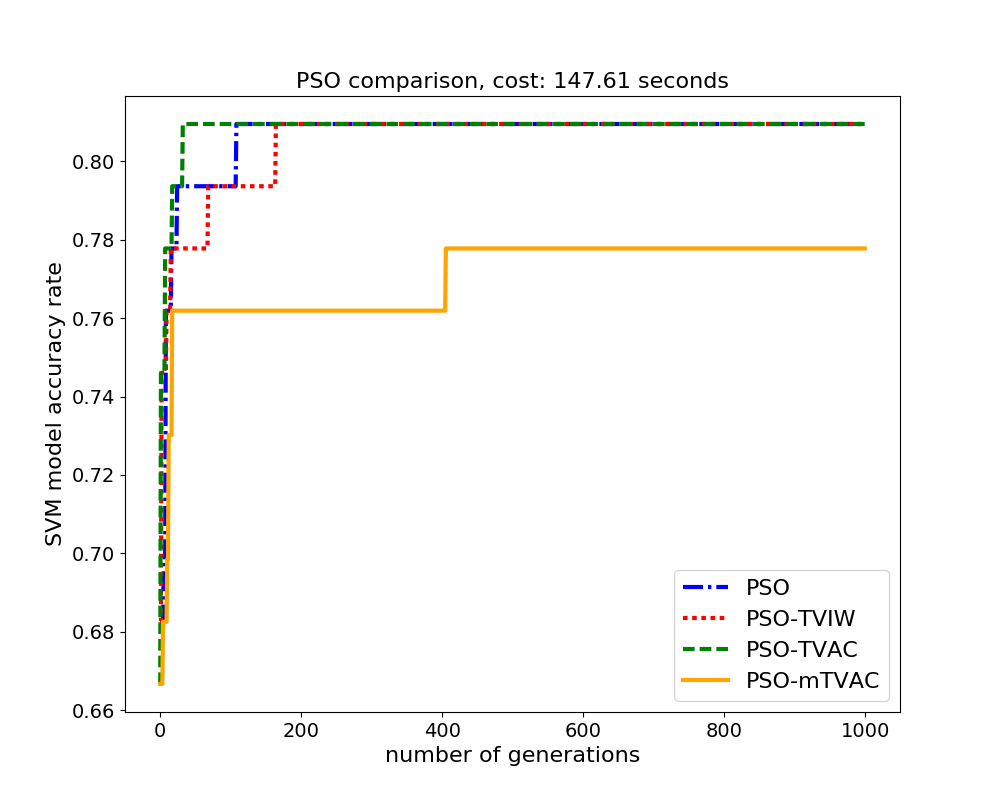 PSO comparison, cost: 147.61 seconds
SVM model accuracy rate
0.80
0.78
0.76
0.74
0.72
0.70
0.68
0.66
0 200 400 600 800 1000
number of generations
PSO
PSO-TVIW
PSO-TVAC
PSO-mTVAC